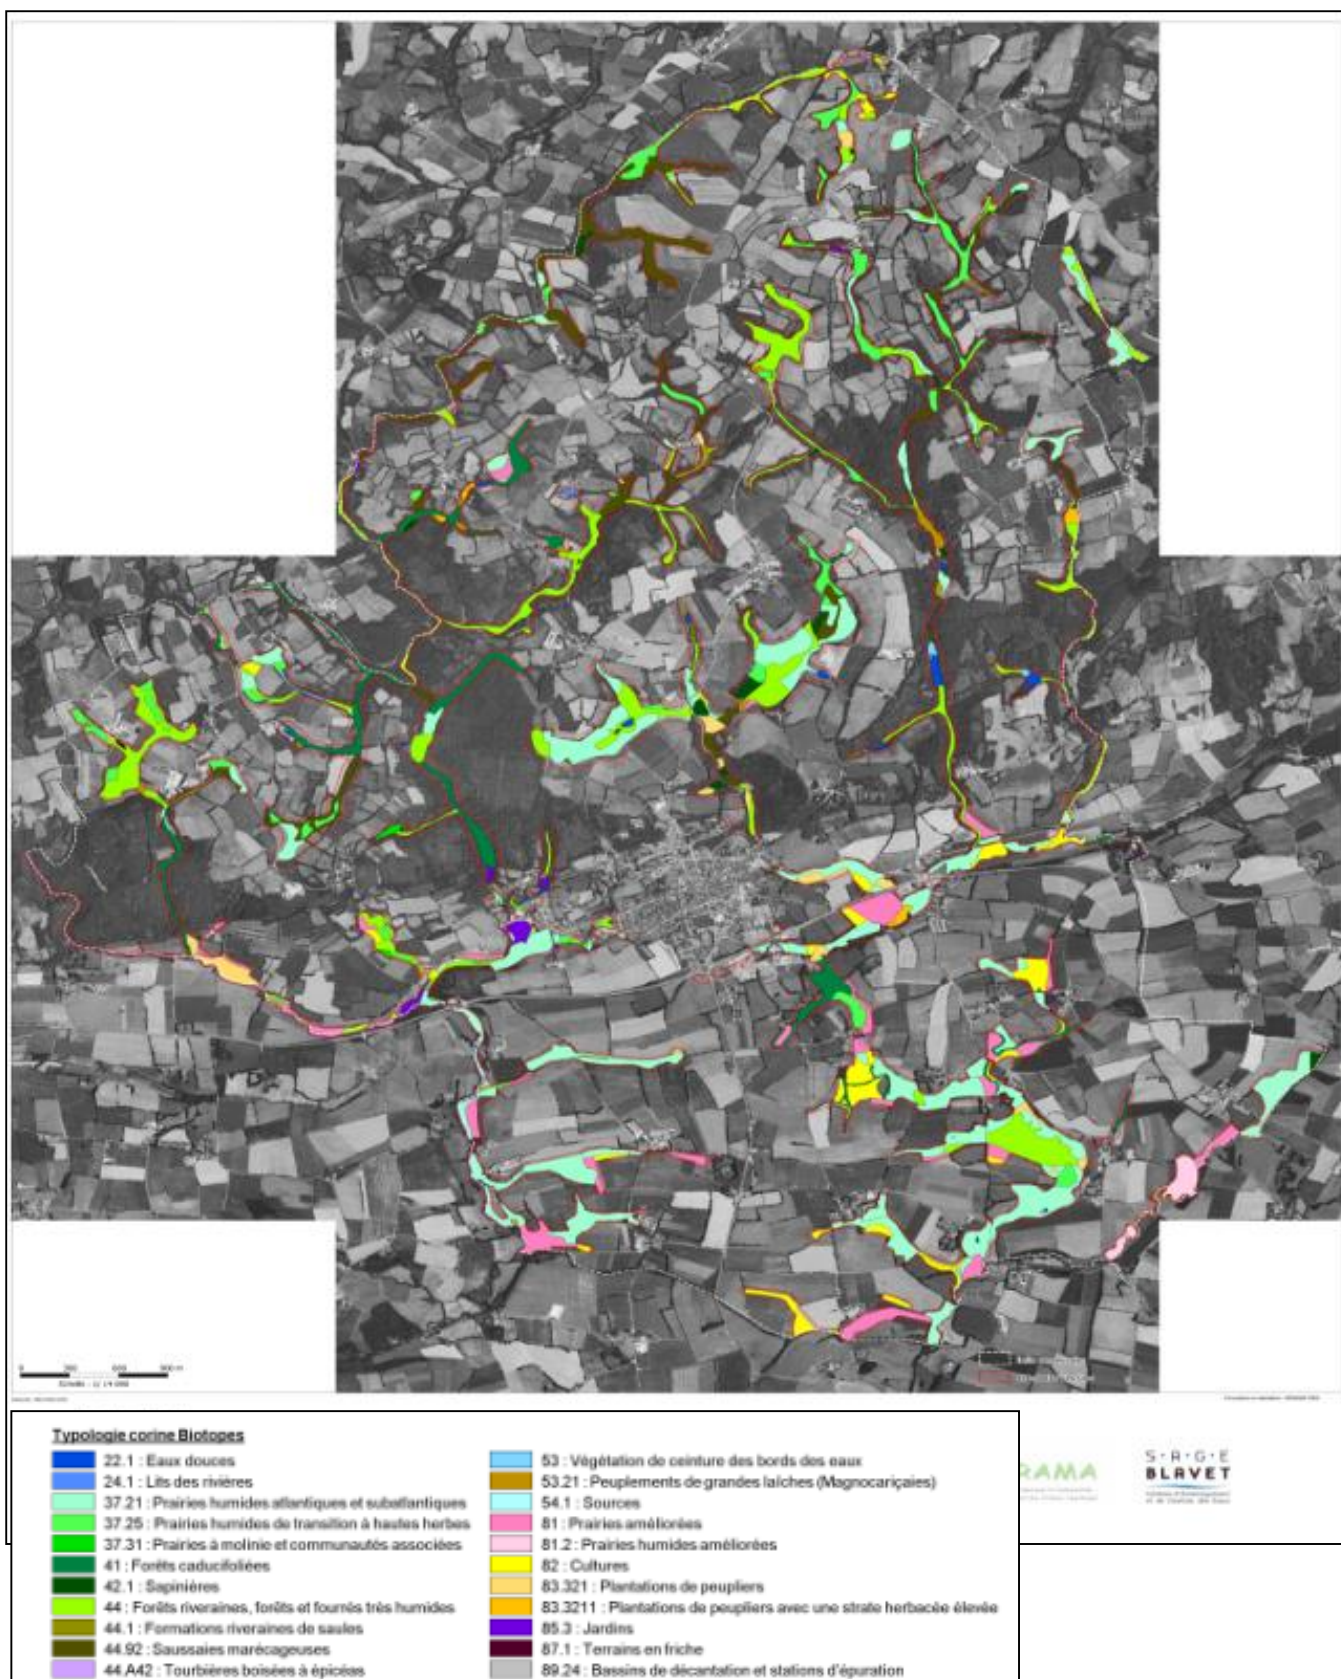 Typologie corine Biotopes
22.1 : Eaux douces
24.1 : Lits des rivières
37.21 : Prairies humides atlantiques et subatlantiques
37.25 : Prairies humides de transition à hautes herbes
37.31 : Prairies à molinie et communautés associées
41 : Forêts caducifoliées
42.1 : Sapinières
44 : Forêts riveraines, forêts et fourrés très humides
44.1 : Formations riveraines de saules
44.92 : Saussaies marécageuses
44.A42 : Tourbières boisées à épicéas
53 : Végétation de ceinture des bords des eaux
53.21 : Peuplements de grandes laîches (Magnocariçaies)
54.1 : Sources
81 : Prairies améliorées
81.2 : Prairies humides améliorées
82 : Cultures
83.321 : Plantations de peupliers
83.3211 : Plantations de peupliers avec une strate herbacée élevée
85.3 : Jardins
87.1 : Terrains en friche
89.24 : Bassins de décantation et stations d'épuration
RAMA
S·A·G·E
BLAVET